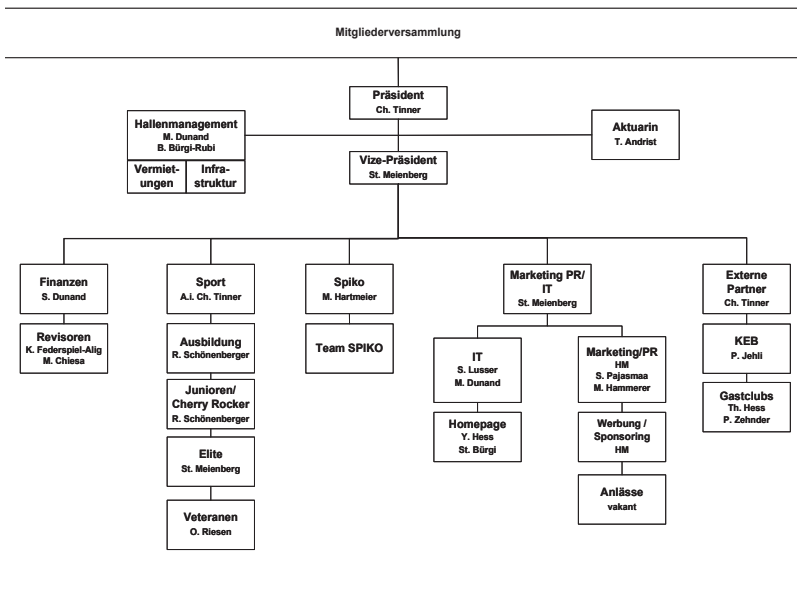 Mitgliederversammlung
Präsident
Ch. Tinner
Hallenmanagement
M. Dunand
B. Bürgi-Rubi
Vermiet-
ungen
Infra-
struktur
Aktuarin
T. Andrist
Vize-Präsident
St. Meienberg
Finanzen
S. Dunand
Revisoren
K. Federspiel-Alig
M. Chiesa
Sport
A.i. Ch. Tinner
Ausbildung
R. Schönenberger
Junioren/
Cherry Rocker
R. Schönenberger
Elite
St. Meienberg
Veteranen
O. Riesen
Spiko
M. Hartmeier
Team SPIKO
Marketing PR/
IT
St. Meienberg
IT
S. Lusser
M. Dunand
Homepage
Y. Hess
St. Bürgi
Marketing/PR
HM
S. Pajasmaa
M. Hammerer
Werbung /
Sponsoring
HM
Anlässe
vakant
Externe
Partner
Ch. Tinner
KEB
P. Jehli
Gastclubs
Th. Hess
P. Zehnder